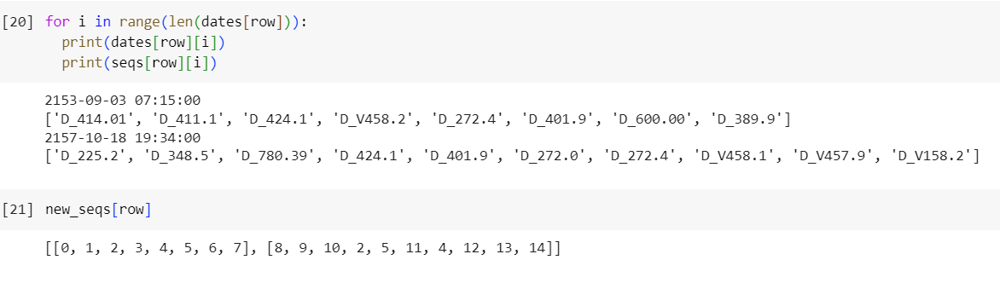 [20] for i in range(len(dates[row])):
print(dates[row][i])
print(seqs[row][i])
2153-09-03 07:15:00
['D_414.01', 'D_411.1', 'D_424.1', 'D_V458.2', 'D_272.4', 'D_401.9', 'D_600.00', 'D_389.9']
2157-10-18 19:34:00
['D_225.2', 'D_348.5', 'D_780.39', 'D_424.1', 'D_401.9', 'D_272.0', 'D_272.4', 'D_V458.1', 'D_V457.9', 'D_V158.2']
[21] new_seqs[row]
[[0, 1, 2, 3, 4, 5, 6, 7], [8, 9, 10, 2, 5, 11, 4, 12, 13, 14]]